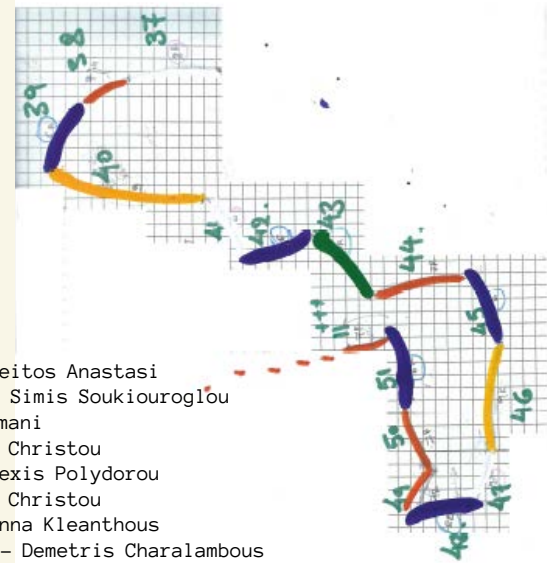 37
38
39
40
41
42.
43
44.
45
46
47
48.
49
50
51
11
eitos Anastasi
Simis Soukiouroglou
mani
Christou
exis Polydorou
Christou
nna Kleanthous
– Demetris Charalambous